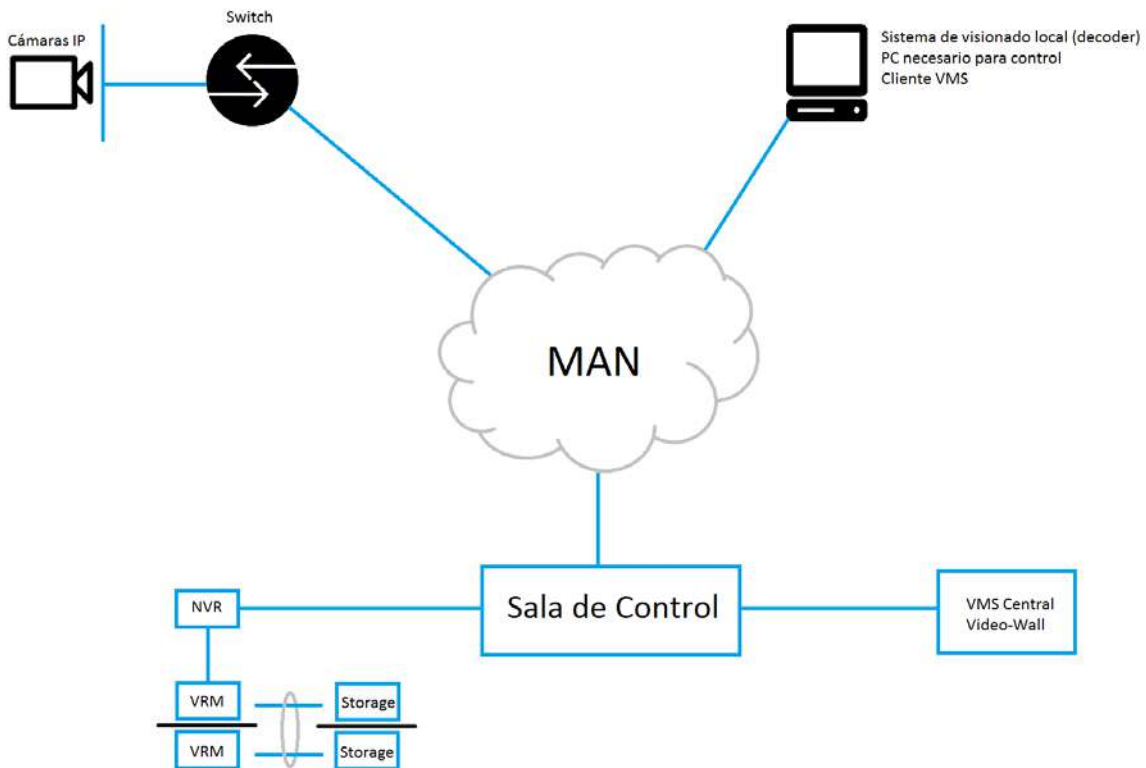 Switch
Cámaras IP
Sistema de visionado local (decoder)
PC necesario para control
Cliente VMS
MAN
NVR
Sala de Control
VMS Central
Video-Wall
VRM
Storage
VRM
Storage